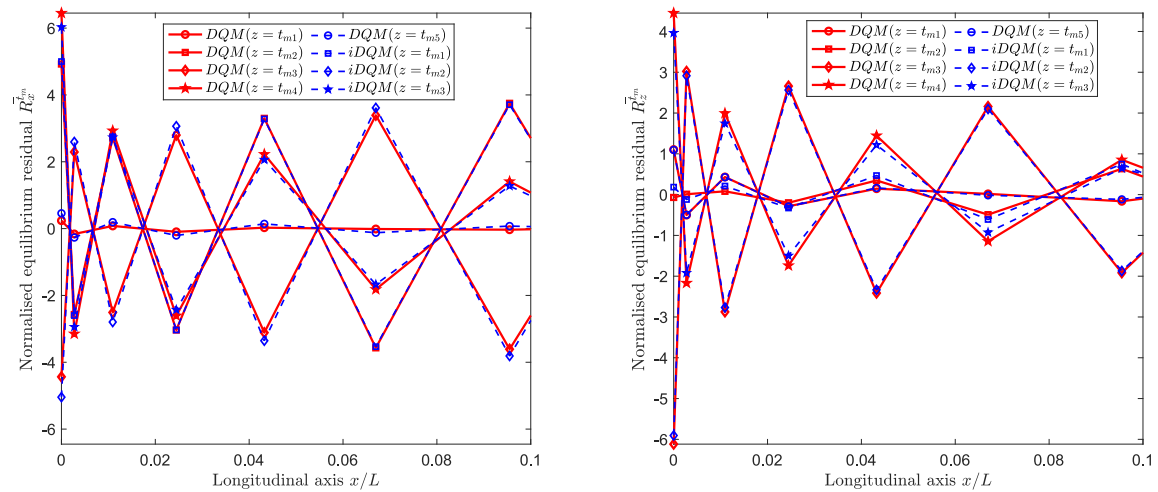 Normalised equilibrium residual $\bar{R}_x^{t_m}$
6
4
2
0
-2
-4
-6
DQM(z = t_{m1}) DQM(z = t_{m5})
DQM(z = t_{m2}) iDQM(z = t_{m1})
DQM(z = t_{m3}) iDQM(z = t_{m2})
DQM(z = t_{m4}) iDQM(z = t_{m3})
0 0.02 0.04 0.06 0.08 0.1
Longitudinal axis x/L
Normalised equilibrium residual $\bar{R}_z^{t_m}$
4
3
2
1
0
-1
-2
-3
-4
-5
-6
DQM(z = t_{m1}) DQM(z = t_{m5})
DQM(z = t_{m2}) iDQM(z = t_{m1})
DQM(z = t_{m3}) iDQM(z = t_{m2})
DQM(z = t_{m4}) iDQM(z = t_{m3})
0 0.02 0.04 0.06 0.08 0.1
Longitudinal axis x/L